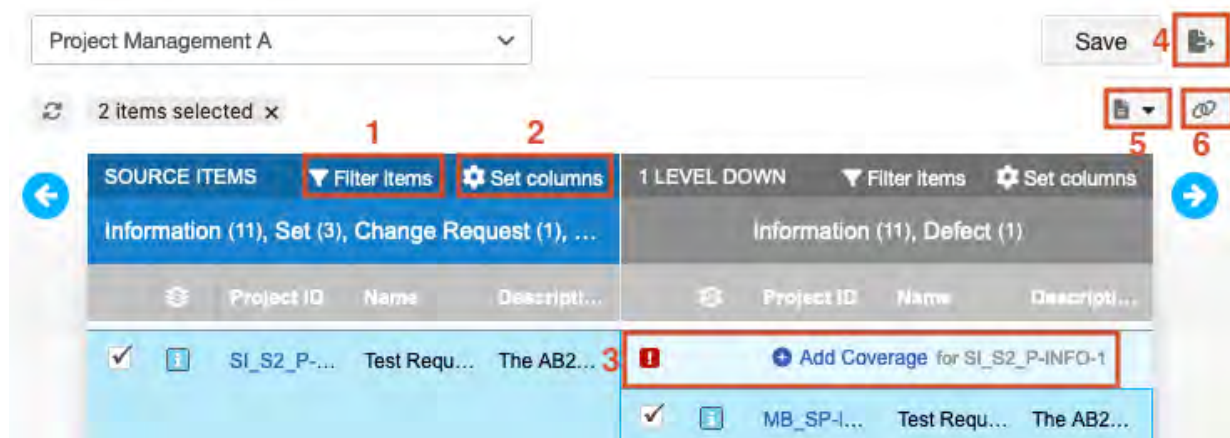 Project Management A
Save 4
2 items selected ×
1 2 5 6
SOURCE ITEMS Filter items Set columns
1 LEVEL DOWN Filter items Set columns
Information (11), Set (3), Change Request (1), ...
Information (11), Defect (1)
Project ID Name Descripti...
Project ID Name Descripti...
SI_S2_P-... Test Requ... The AB2...
3 Add Coverage for SI_S2_P-INFO-1
MB_SP-I... Test Requ... The AB2...